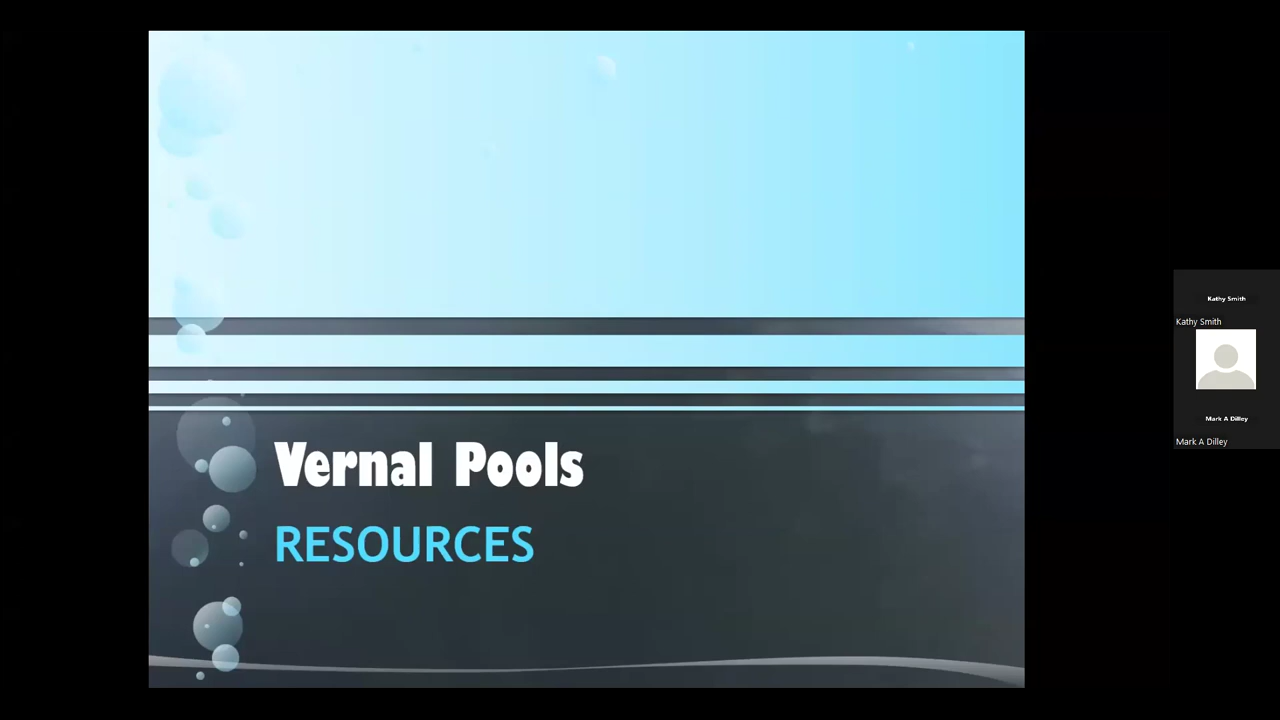 Vernal Pools
RESOURCES
Kathy Smith
Kathy Smith
Mark A Dilley
Mark A Dilley